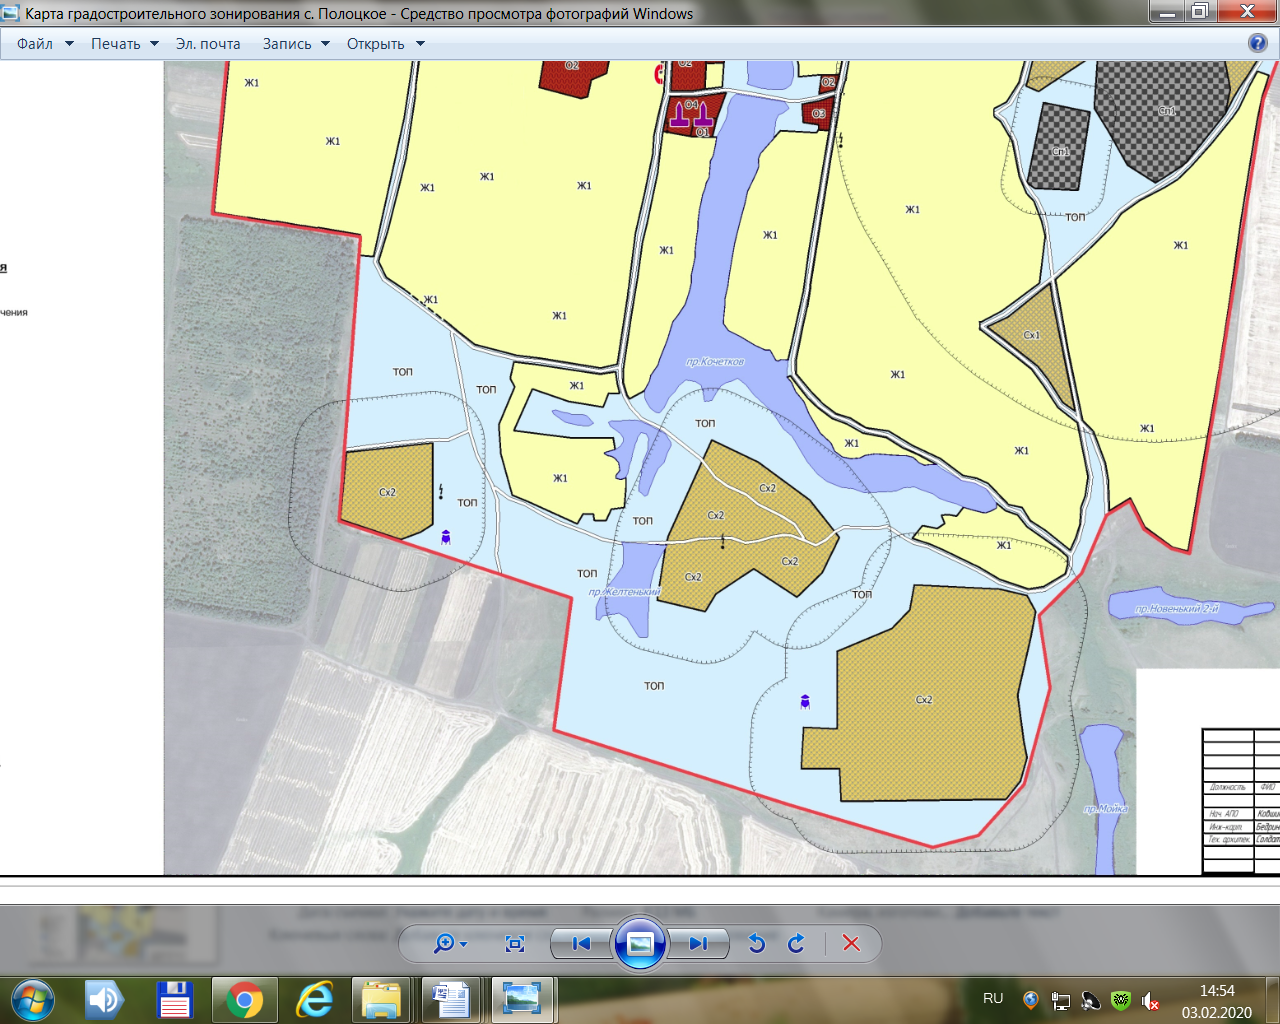 Карта градостроительного зонирования с. Полоцкое - Средство просмотра фотографий Windows
Файл Печать Эл. почта Запись Открыть
О2
О2
О2
Ж1
О4
О3
Сп1
О1
Ж1
Сп1
Ж1
Ж1
Ж1
Ж1
ТОП
Ж1
Ж1
Ж1
я
Ж1
чения
Ж1
Сх1
пр.Кочетков
ТОП
Ж1
Ж1
ТОП
ТОП
Ж1
Ж1
Ж1
Ж1
Сх2
Сх2
ТОП
Сх2
ТОП
Ж1
Сх2
ТОП
Сх2
пр.Желтенький
ТОП
пр.Новенький 2-й
ТОП
Сх2
Должность ФИО
пр.Мойка
Нач. АПО
Инж-карт.
Тех. архитек.
RU
14:54
03.02.2020